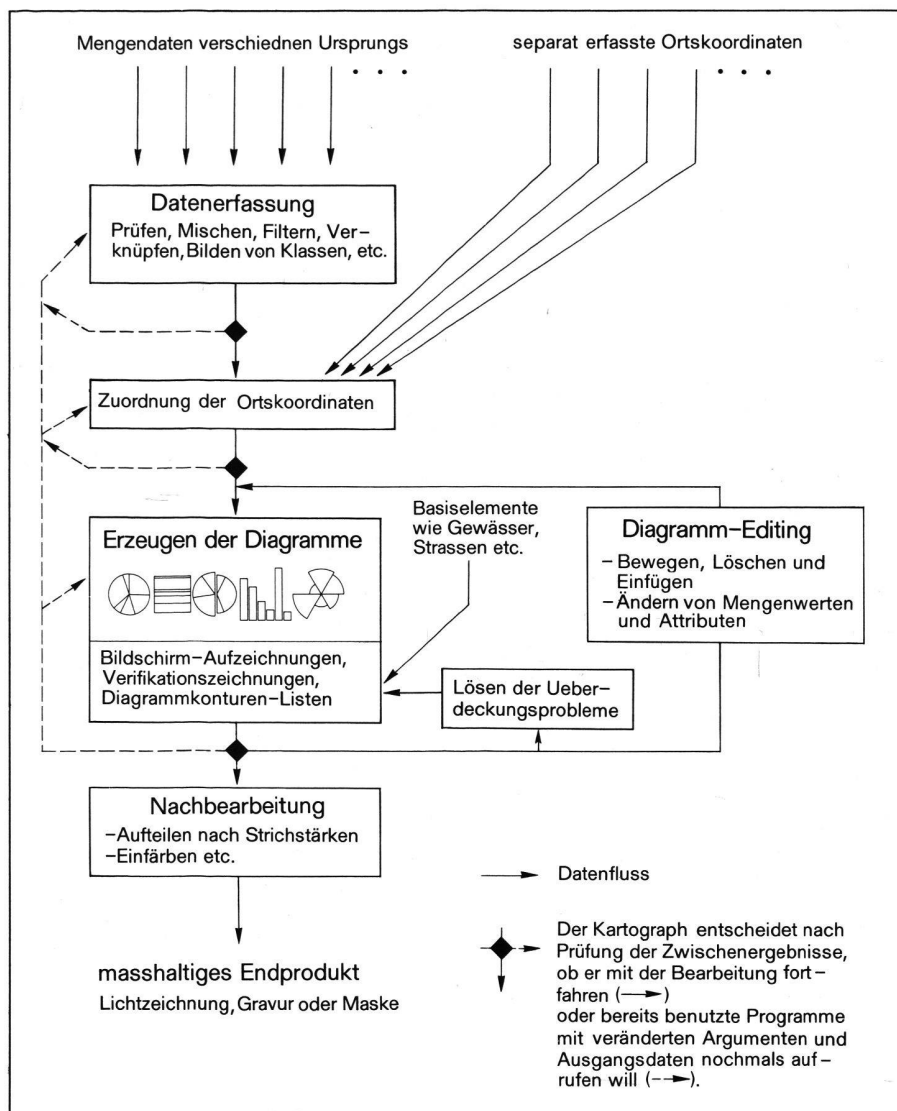 Mengendaten verschiednen Ursprungs
separat erfasste Ortskoordinaten
Datenerfassung
Prüfen, Mischen, Filtern, Ver-
knüpfen, Bilden von Klassen, etc.
Zuordnung der Ortskoordinaten
Erzeugen der Diagramme
Bildschirm-Aufzeichnungen,
Verifikationszeichnungen,
Diagrammkonturen-Listen
Basiselemente
wie Gewässer,
Strassen etc.
Diagramm-Editing
- Bewegen, Löschen und
Einfügen
- Ändern von Mengenwerten
und Attributen
Lösen der Ueber-
deckungsprobleme
Nachbearbeitung
- Aufteilen nach Strichstärken
- Einfärben etc.
masshaltiges Endprodukt
Lichtzeichnung, Gravur oder Maske
Datenfluss
Der Kartograph entscheidet nach
Prüfung der Zwischenergebnisse,
ob er mit der Bearbeitung fort-
fahren (→)
oder bereits benutzte Programme
mit veränderten Argumenten und
Ausgangsdaten nochmals auf-
rufen will (-→).